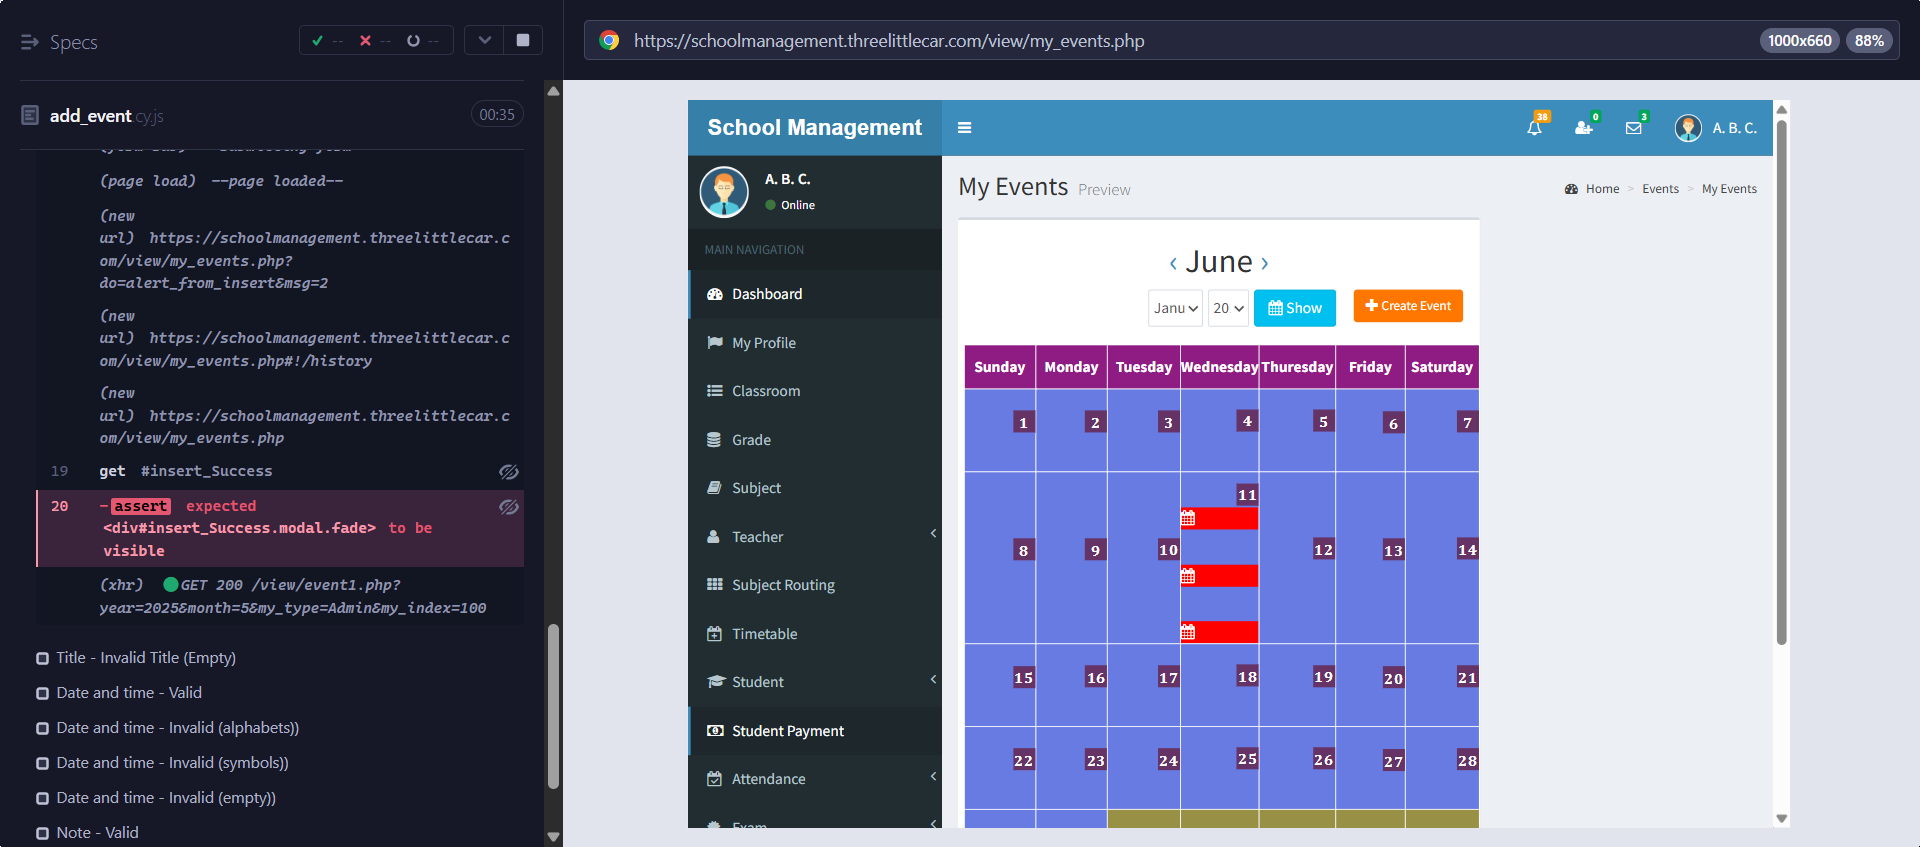 Specs
-- -- --
https://schoolmanagement.threelittlecar.com/view/my_events.php
1000x660
88%
add_event.cy.js
00:35
(page load) --page loaded--
(new
url) https://schoolmanagement.threelittlecar.c
om/view/my_events.php?
do=alert_from_insert&msg=2
(new
url) https://schoolmanagement.threelittlecar.c
om/view/my_events.php#!/history
(new
url) https://schoolmanagement.threelittlecar.c
om/view/my_events.php
19 get #insert_Success
20 -assert expected
<div#insert_Success.modal.fade> to be
visible
(xhr) GET 200 /view/event1.php?
year=2025&month=5&my_type=Admin&my_index=100
Title - Invalid Title (Empty)
Date and time - Valid
Date and time - Invalid (alphabets))
Date and time - Invalid (symbols))
Date and time - Invalid (empty))
Note - Valid
School Management
38
0
3
A. B. C.
A. B. C.
Online
MAIN NAVIGATION
Dashboard
My Profile
Classroom
Grade
Subject
Teacher
Subject Routing
Timetable
Student
Student Payment
Attendance
Exam
My Events Preview
Home > Events > My Events
‹ June ›
Janu
20
Show
Create Event
Sunday Monday Tuesday Wednesday Thuresday Friday Saturday
1 2 3 4 5 6 7
8 9 10 11 12 13 14
15 16 17 18 19 20 21
22 23 24 25 26 27 28